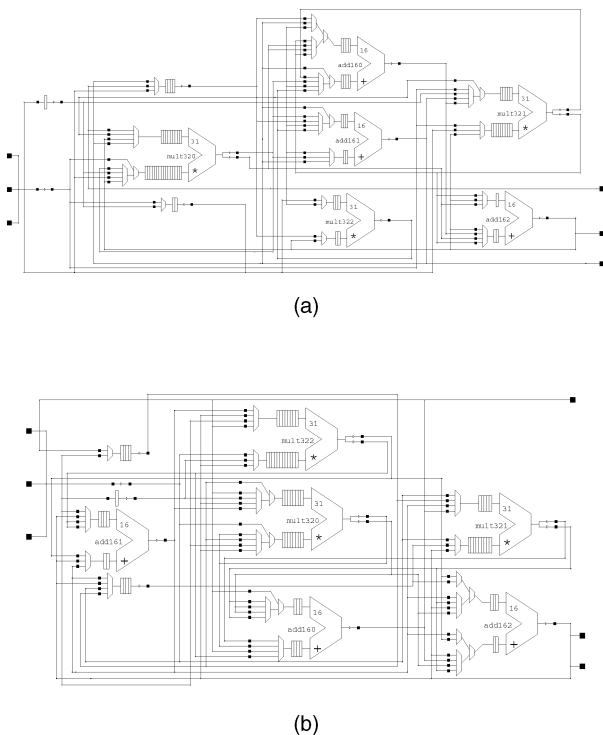 16
add160
+
31
mult321
*
16
add161
+
31
mult320
*
31
mult322
*
16
add162
+
(a)
31
mult322
*
31
mult320
*
31
mult321
*
16
add161
+
16
add160
+
16
add162
+
(b)